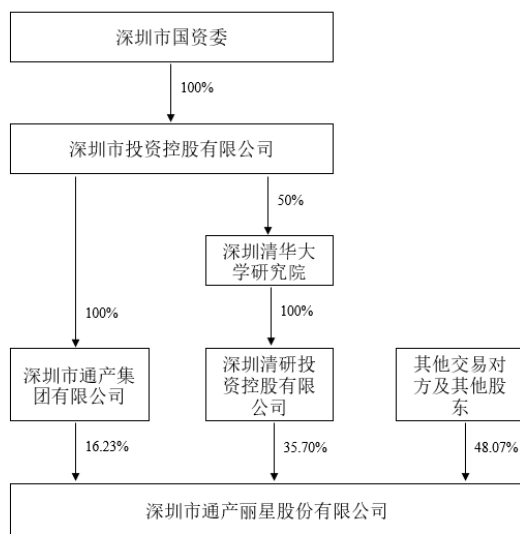 深圳市国资委
100%
深圳市投资控股有限公司
50%
深圳清华大
学研究院
100%
100%
深圳市通产集
团有限公司
深圳清研投
资控股有限
公司
其他交易对
方及其他股
东
16.23%
35.70%
48.07%
深圳市通产丽星股份有限公司